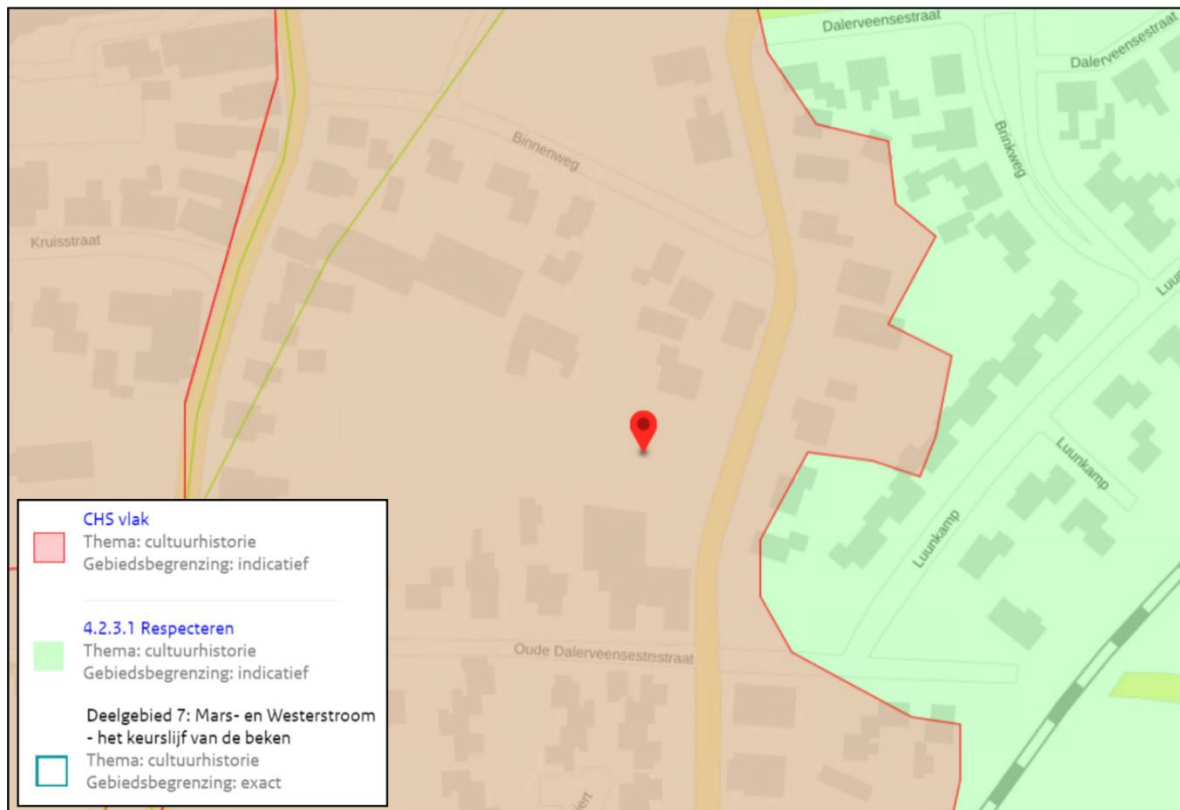 Dalerveensestraat
Dalerveensestraat
Binnenweg
Brinkweg
Kruisstraat
Luunkamp
Luunkamp
Oude Dalerveensestestraat
CHS vlak
Thema: cultuurhistorie
Gebiedsbegrenzing: indicatief
4.2.3.1 Respecteren
Thema: cultuurhistorie
Gebiedsbegrenzing: indicatief
Deelgebied 7: Mars- en Westerstroom
- het keurslijf van de beken
Thema: cultuurhistorie
Gebiedsbegrenzing: exact